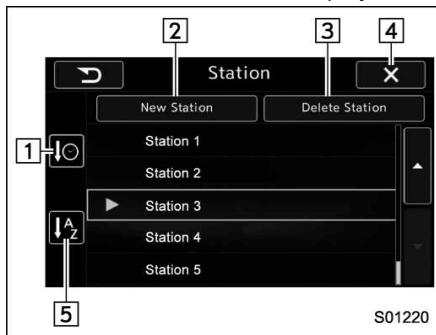 2
3
4
Station
New Station
Delete Station
1
Station 1
Station 2
Station 3
A
Z
Station 4
Station 5
5
S01220